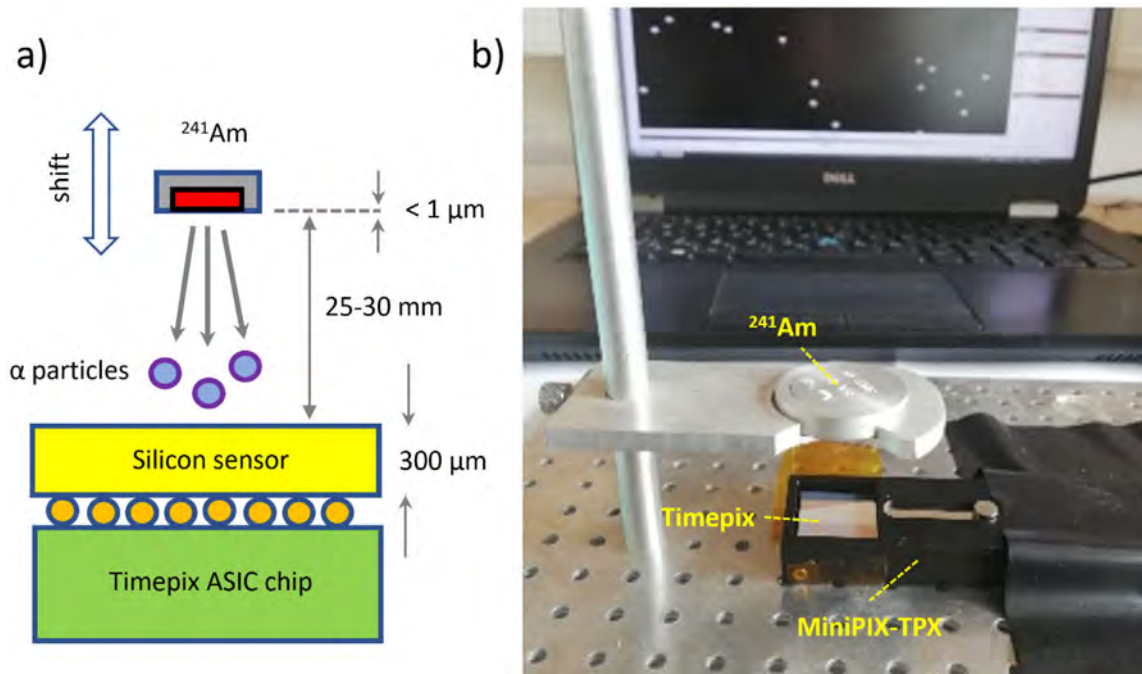 a)
shift
²⁴¹Am
< 1 µm
25-30 mm
α particles
Silicon sensor
300 µm
Timepix ASIC chip
b)
DELL
²⁴¹Am
Timepix
MiniPIX-TPX